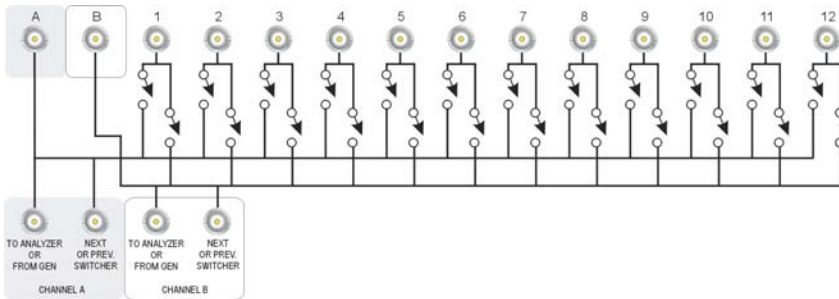 A B 1 2 3 4 5 6 7 8 9 10 11 12
TO ANALYZER
OR
FROM GEN
NEXT
OR PREV.
SWITCHER
CHANNEL A
TO ANALYZER
OR
FROM GEN
NEXT
OR PREV.
SWITCHER
CHANNEL B